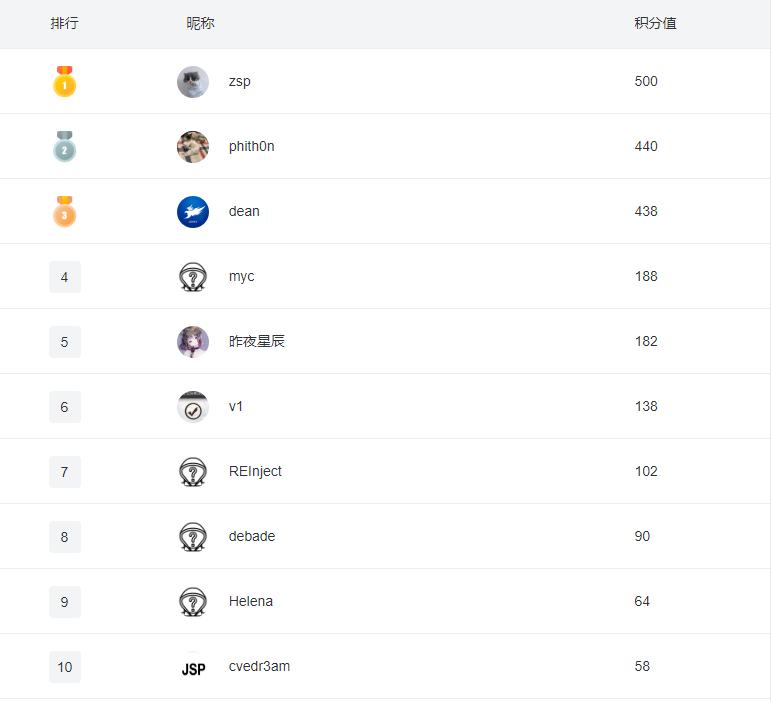 排行 昵称 积分值
1 zsp 500
2 phith0n 440
3 dean 438
4 myc 188
5 昨夜星辰 182
6 v1 138
7 REInject 102
8 debade 90
9 Helena 64
10 JSP cvedr3am 58